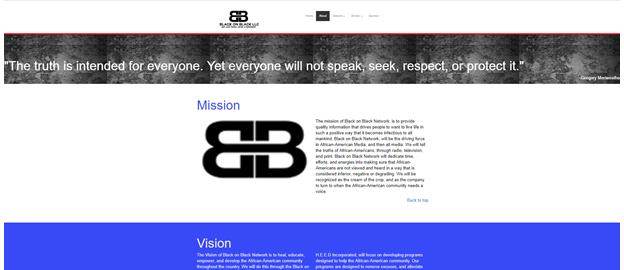 BLACK ON BLACK LLC
Home About Videos Shows Sponsor
"The truth is intended for everyone. Yet everyone will not speak, seek, respect, or protect it."
-Gregory Meriweather
Mission
The mission of Black on Black Network, is to provide
quality information that drives people to want to live life in
such a positive way that it becomes infectious to all
mankind. Black on Black Network, will be the driving force
in African-American Media, and then all media. We will tell
the truths of African-Americans, through radio, television,
and print. Black on Black Network will dedicate time,
efforts, and energies into making sure that African-
Americans are not viewed and heard in a way that is
considered inferior, negative or degrading. We will be
recognized as the cream of the crop, and as the company
to turn to when the African-American community needs a
voice.
Back to top
Vision
The Vision of Black on Black Network is to heal, educate,
empower, and develop the African-American community
throughout the country. We will do this through the Black on
H.E.E.D Incorporated, will focus on developing programs
designed to help the African-American community. Our
programs are designed to remove excuses, and alleviate